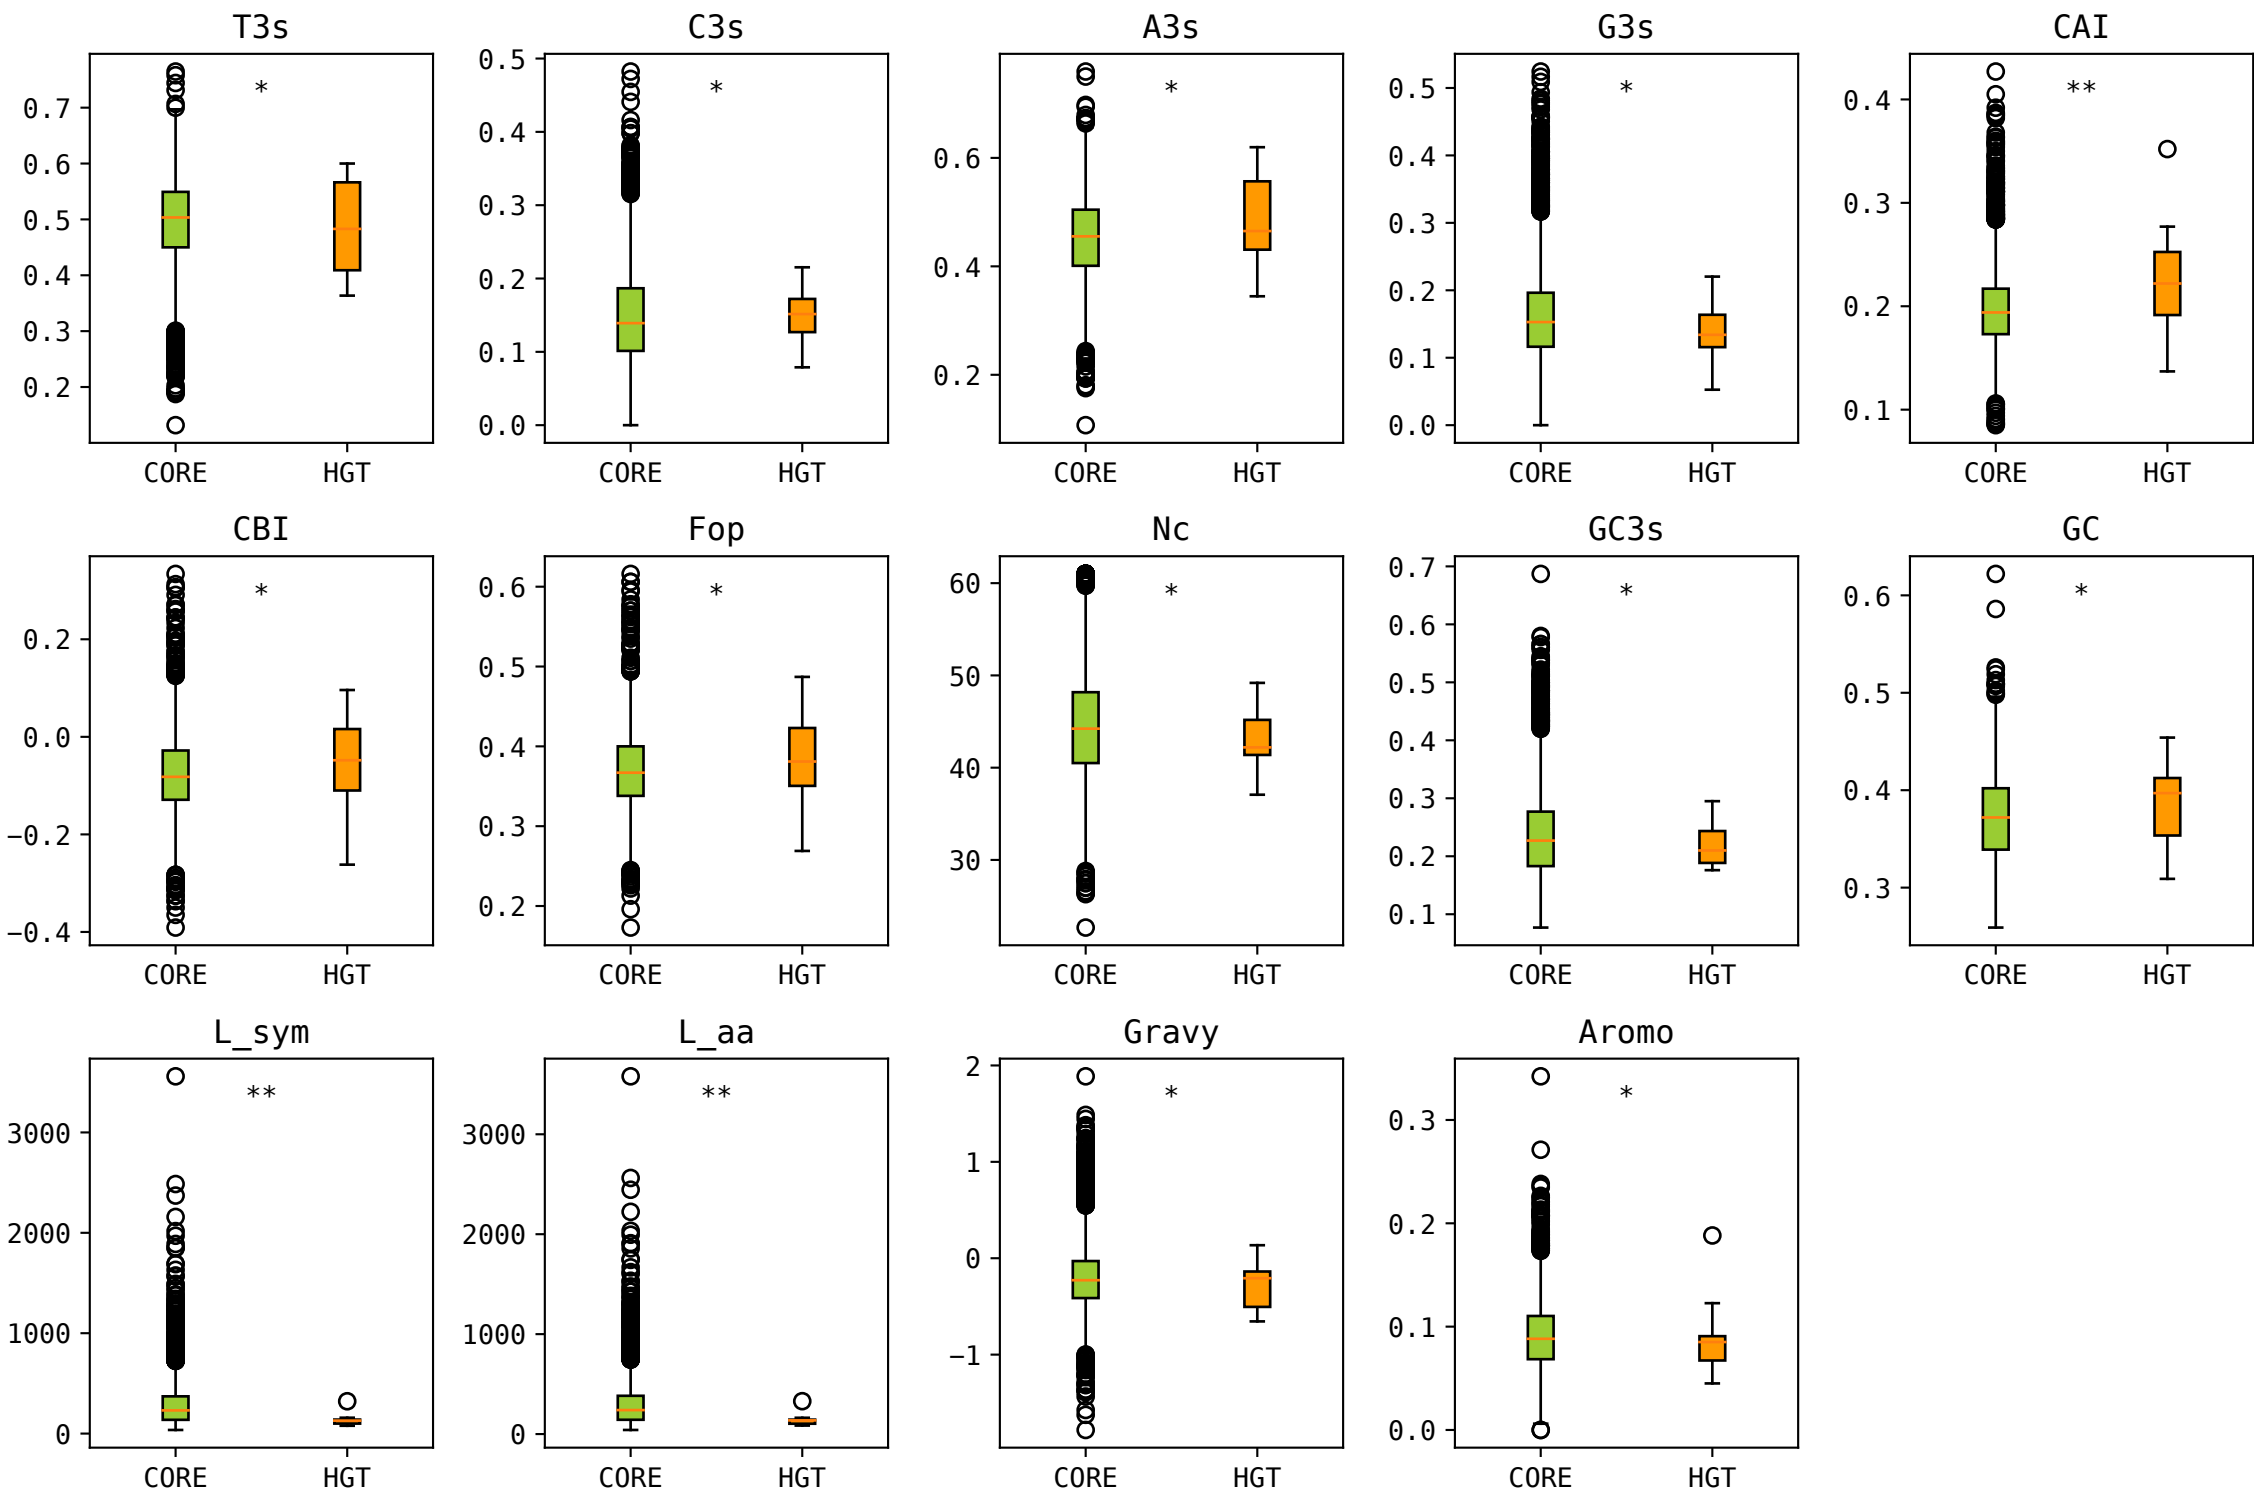 T3s C3s A3s G3s CAI
* * * * **
0.7 0.6 0.5 0.4 0.3 0.2
0.5 0.4 0.3 0.2 0.1 0.0
0.6 0.4 0.2
0.5 0.4 0.3 0.2 0.1 0.0
0.4 0.3 0.2 0.1
CORE HGT CORE HGT CORE HGT CORE HGT CORE HGT
CBI Fop Nc GC3s GC
* * * * *
0.2 0.0 −0.2 −0.4
0.6 0.5 0.4 0.3 0.2
60 50 40 30
0.7 0.6 0.5 0.4 0.3 0.2 0.1
0.6 0.5 0.4 0.3
CORE HGT CORE HGT CORE HGT CORE HGT CORE HGT
L_sym L_aa Gravy Aromo
** ** * *
3000 2000 1000 0
3000 2000 1000 0
2 1 0 −1
0.3 0.2 0.1 0.0
CORE HGT CORE HGT CORE HGT CORE HGT